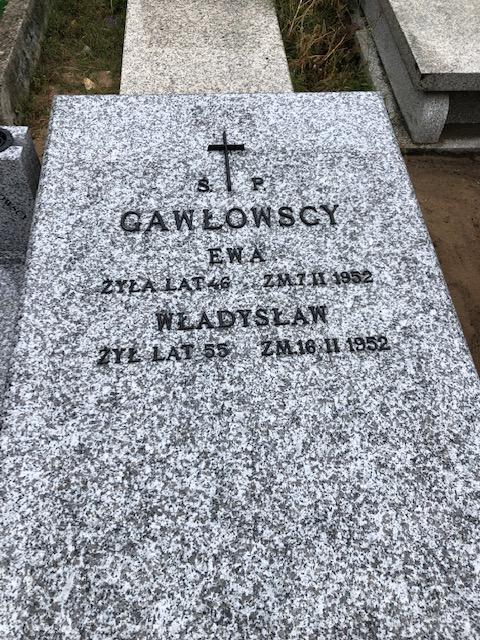 Ś P
GAWŁOWSCY
EWA
ŻYŁA LAT 46 ZM. 7 II 1952
WŁADYSŁAW
ŻYŁ LAT 55 ZM. 16 II 1952